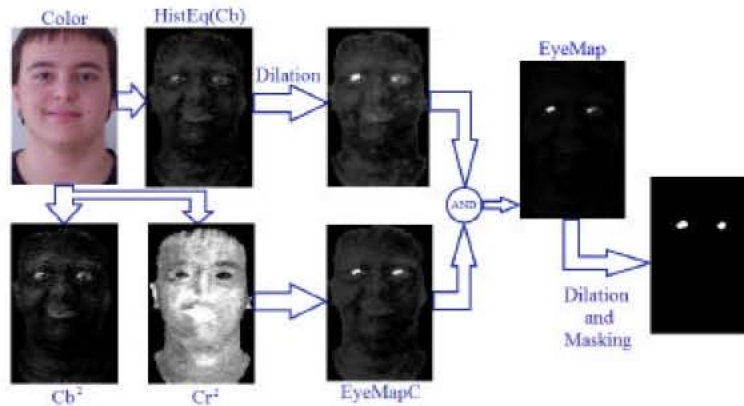 Color
HistEq(Cb)
Dilation
EyeMap
AND
Dilation
and
Masking
Cb²
Cr²
EyeMapC